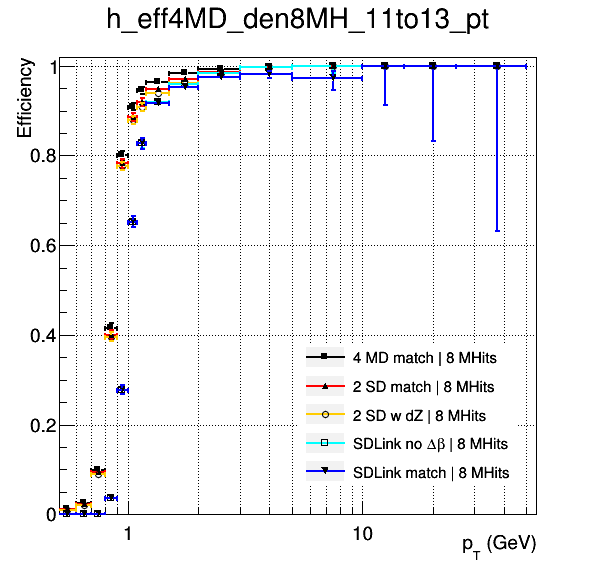 h_eff4MD_den8MH_11to13_pt
Efficiency
1
0.8
0.6
0.4
0.2
0
4 MD match | 8 MHits
2 SD match | 8 MHits
2 SD w dZ | 8 MHits
SDLink no Δβ | 8 MHits
SDLink match | 8 MHits
1
10
p_T (GeV)